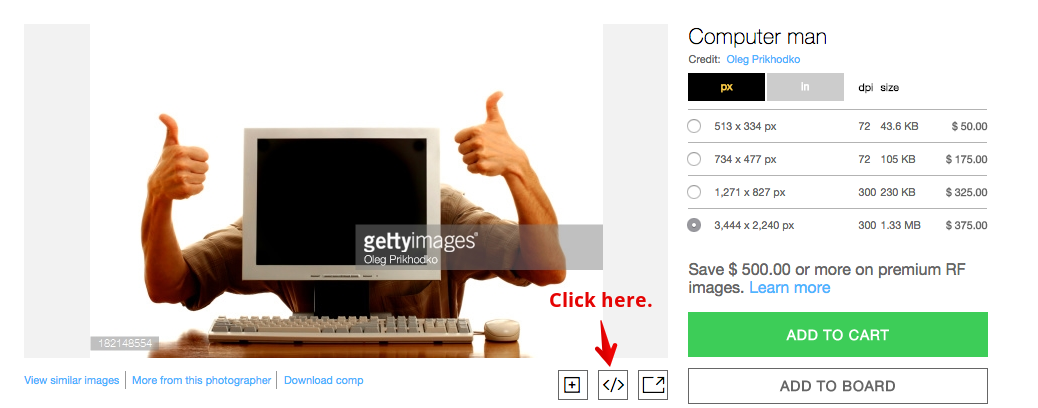 gettyimages®
Oleg Prikhodko
182148554
Click here.
View similar images
More from this photographer
Download comp
Computer man
Credit: Oleg Prikhodko
px in dpi size
513 x 334 px 72 43.6 KB $ 50.00
734 x 477 px 72 105 KB $ 175.00
1,271 x 827 px 300 230 KB $ 325.00
3,444 x 2,240 px 300 1.33 MB $ 375.00
Save $ 500.00 or more on premium RF
images. Learn more
ADD TO CART
ADD TO BOARD